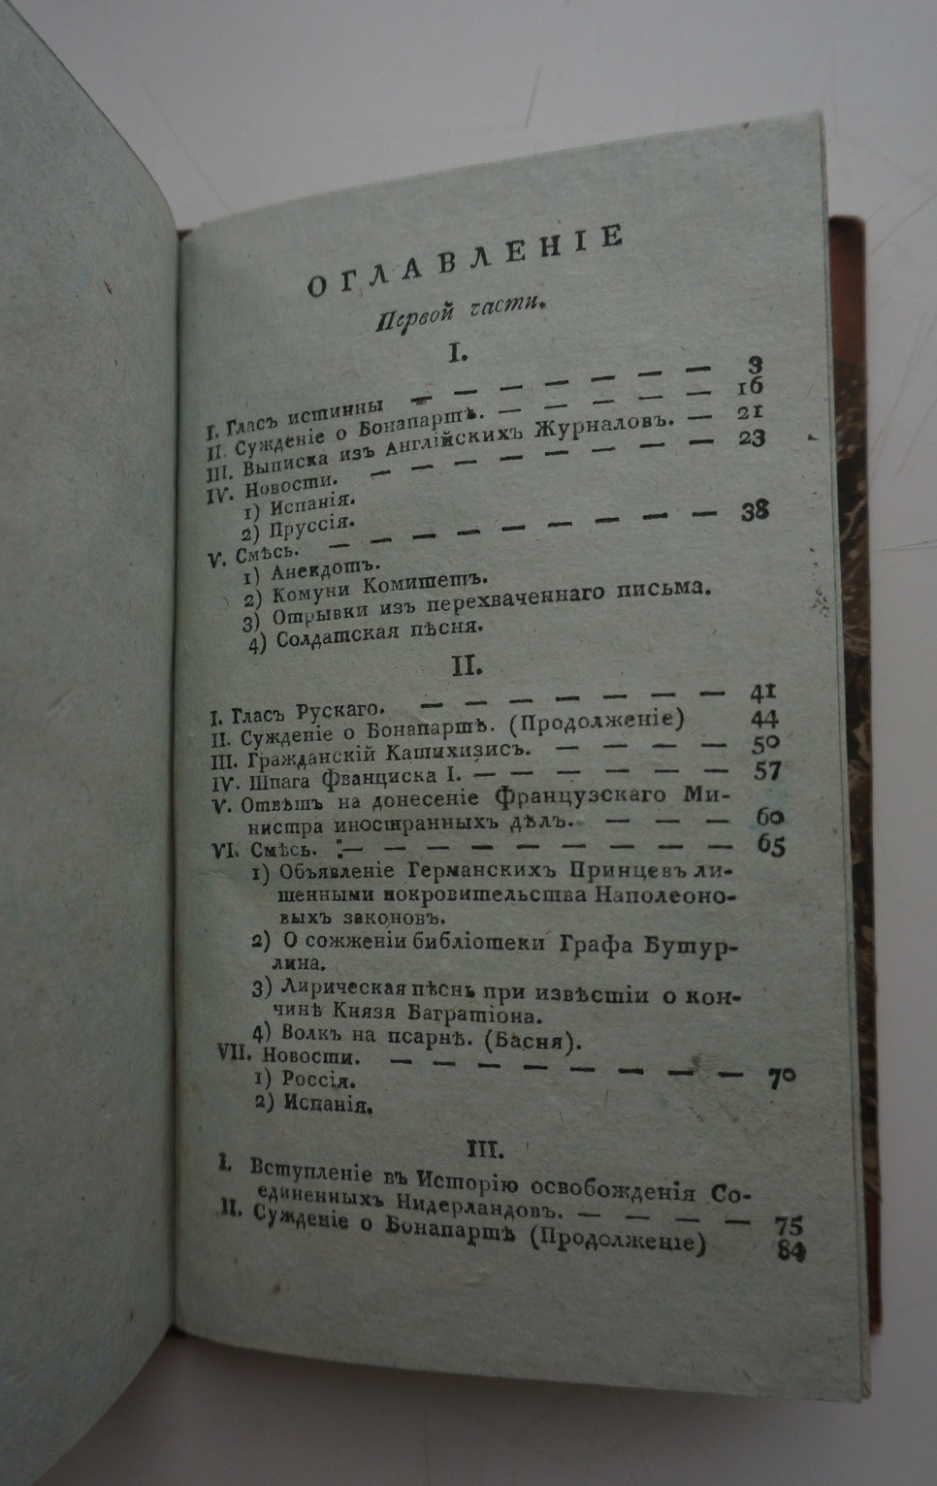 ОГЛАВЛЕНІЕ
Первой части.
I.
I. Гласъ истинны — — — — — — — 3
II. Сужденіе о Бонапартѣ. — — — — — 16
III. Выписка изъ Англійскихъ Журналовъ. — 21
IV. Новости. — — — — — — — — 23
1) Испанія.
2) Пруссія.
V. Смѣсь. — — — — — — — — — 38
1) Анекдотъ.
2) Комуни Комитетъ.
3) Отрывки изъ перехваченнаго письма.
4) Солдатская пѣсня.
II.
I. Гласъ Рускаго. — — — — — — — 41
II. Сужденіе о Бонапартѣ. (Продолженіе) 44
III. Гражданскій Катихизисъ. — — — — 50
IV. Шпага Фванциска I. — — — — — — 57
V. Отвѣтъ на донесеніе Французскаго Ми-
нистра иностранныхъ дѣлъ. — — — 60
VI. Смѣсь. — — — — — — — — — 65
1) Объявленіе Германскихъ Принцевъ ли-
шенными покровительства Наполеоно-
выхъ законовъ.
2) О сожженіи библіотеки Графа Бутур-
лина.
3) Лирическая пѣснь при извѣстіи о кон-
чинѣ Князя Багратіона.
4) Волкъ на псарнѣ. (Басня).
VII. Новости. — — — — — — — — 70
1) Россія.
2) Испанія.
III.
I. Вступленіе въ Исторію освобожденія Со-
единенныхъ Нидерландовъ. — — — — 75
II. Сужденіе о Бонапартѣ (Продолженіе) 84